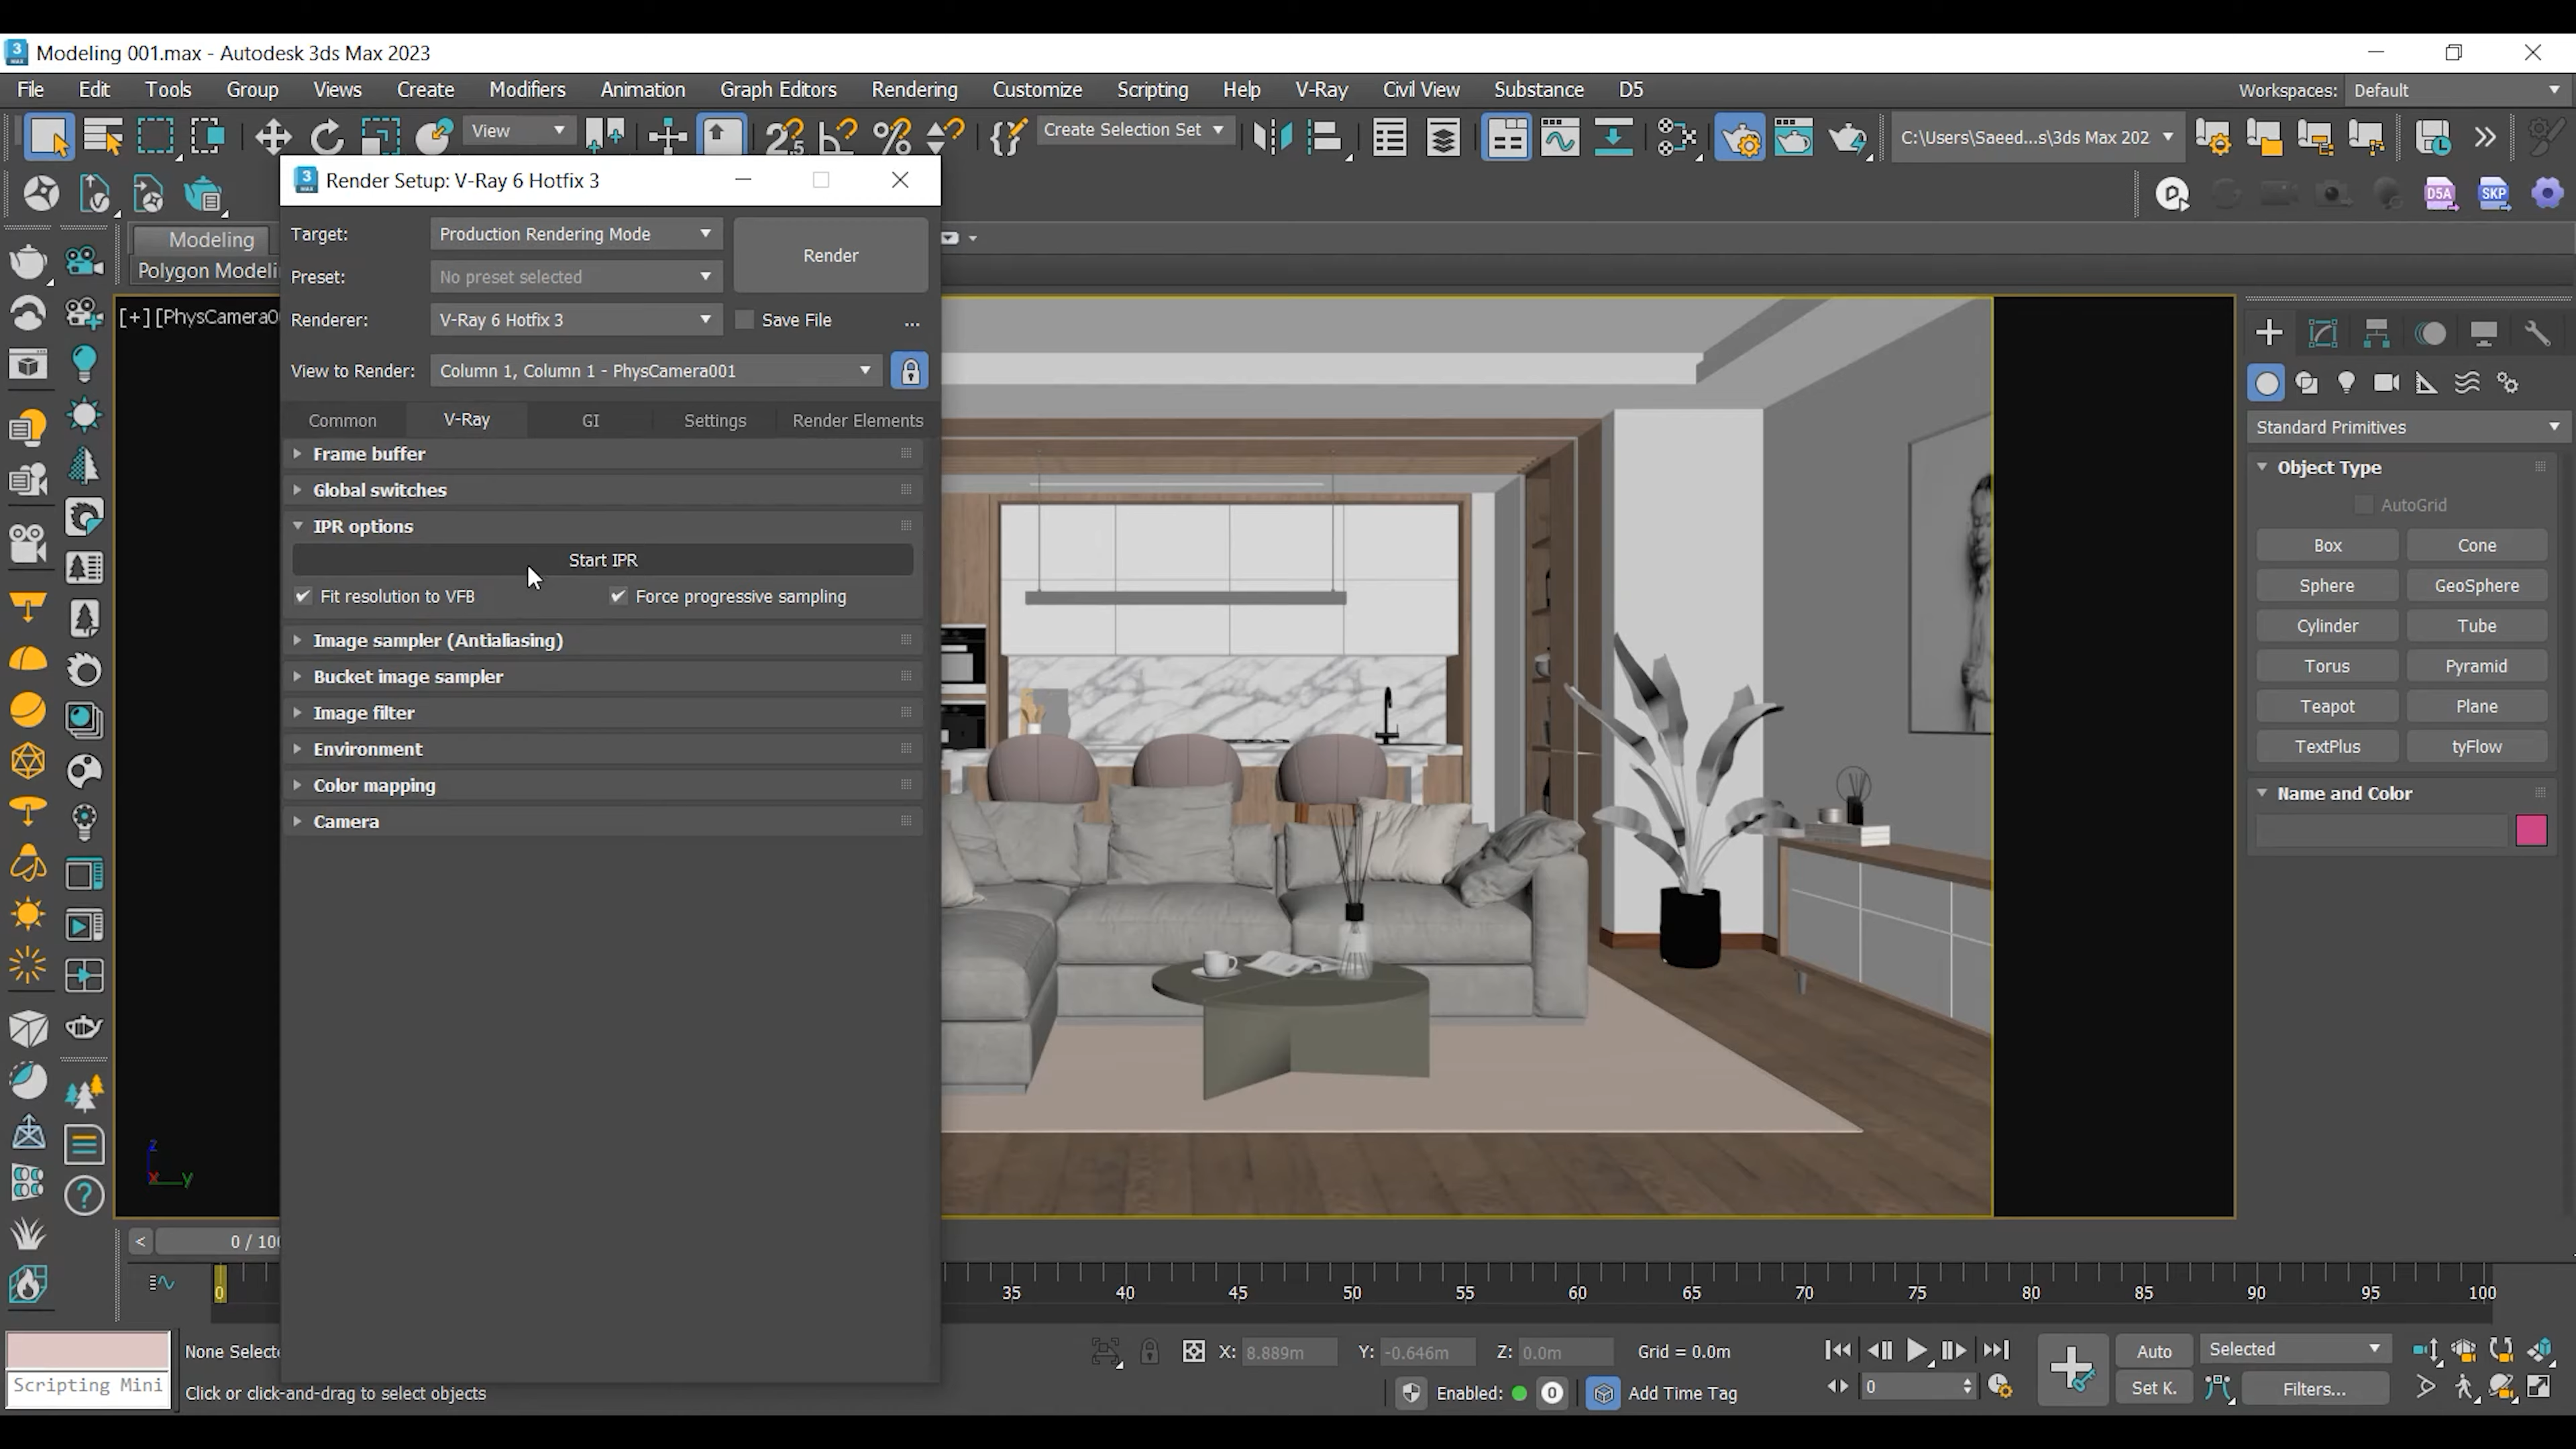 Modeling 001.max - Autodesk 3ds Max 2023
File Edit Tools Group Views Create Modifiers Animation Graph Editors Rendering Customize Scripting Help V-Ray Civil View Substance D5 Workspaces: Default
View Create Selection Set C:\Users\Saeed...s\3ds Max 202
Render Setup: V-Ray 6 Hotfix 3
D5A SKP
Target: Production Rendering Mode
Render
Preset: No preset selected
Renderer: V-Ray 6 Hotfix 3 Save File ...
View to Render: Column 1, Column 1 - PhysCamera001
Common V-Ray GI Settings Render Elements
Frame buffer
Global switches
IPR options
Start IPR
Fit resolution to VFB Force progressive sampling
Image sampler (Antialiasing)
Bucket image sampler
Image filter
Environment
Color mapping
Camera
Modeling
Polygon Modeli
[+][PhysCamera0
Standard Primitives
Object Type
AutoGrid
Box Cone
Sphere GeoSphere
Cylinder Tube
Torus Pyramid
Teapot Plane
TextPlus tyFlow
Name and Color
z
x y
< 0 / 100
0 35 40 45 50 55 60 65 70 75 80 85 90 95 100
None Selecte
Scripting Mini
Click or click-and-drag to select objects
X: 8.889m Y: -0.646m Z: 0.0m Grid = 0.0m
Enabled: 0 Add Time Tag
0
Auto Selected
Set K. Filters...